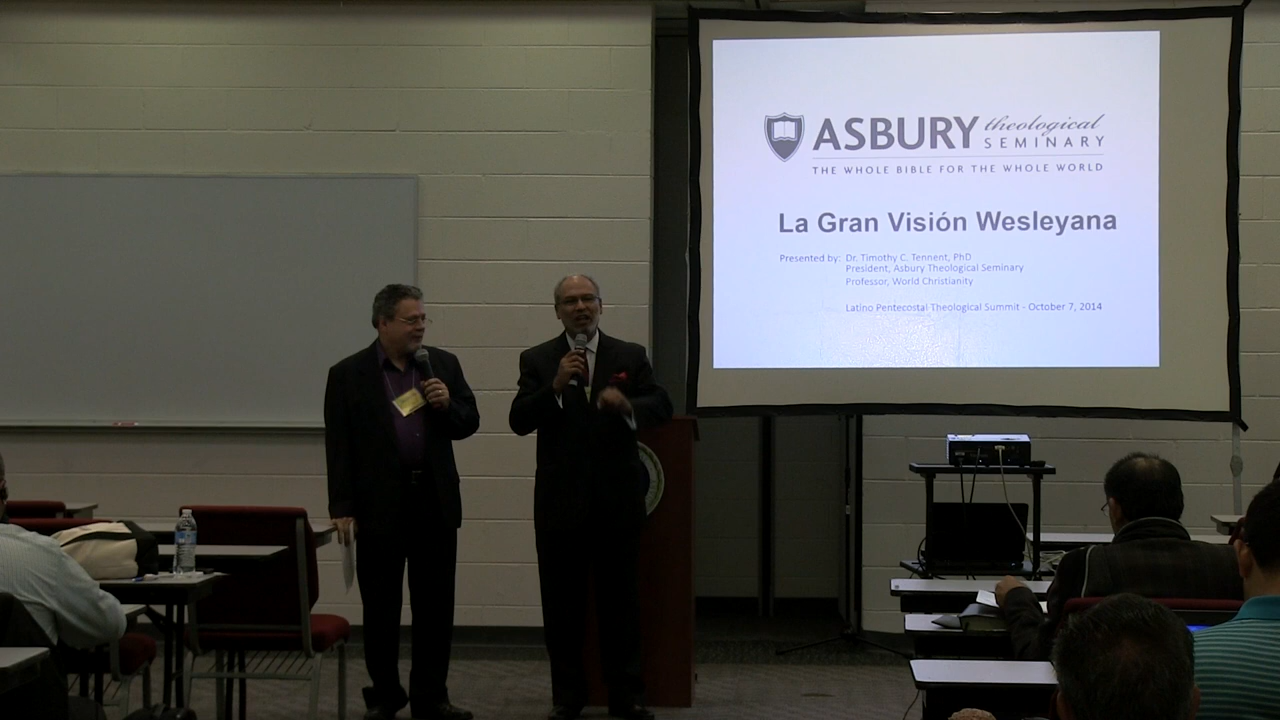 ASBURY theological SEMINARY
THE WHOLE BIBLE FOR THE WHOLE WORLD
La Gran Visión Wesleyana
Presented by: Dr. Timothy C. Tennent, PhD
President, Asbury Theological Seminary
Professor, World Christianity
Latino Pentecostal Theological Summit - October 7, 2014